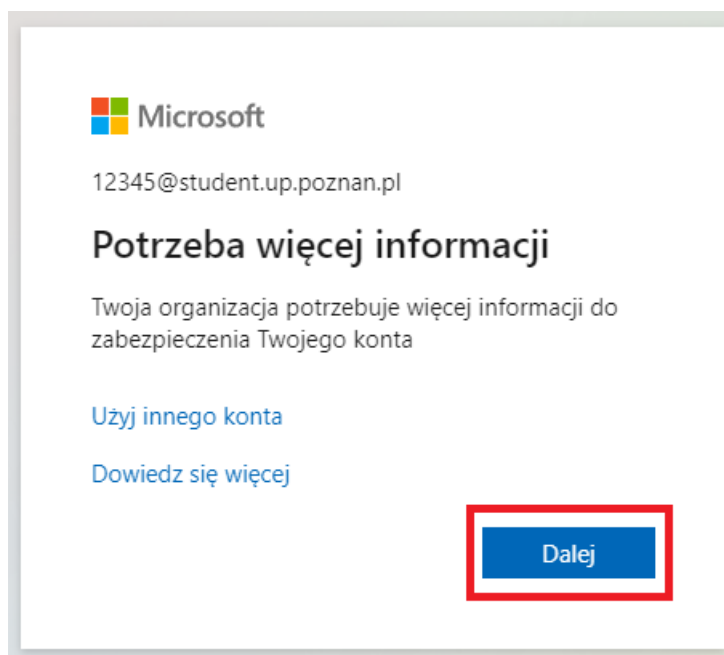 Microsoft
12345@student.up.poznan.pl
Potrzeba więcej informacji
Twoja organizacja potrzebuje więcej informacji do
zabezpieczenia Twojego konta
Użyj innego konta
Dowiedz się więcej
Dalej